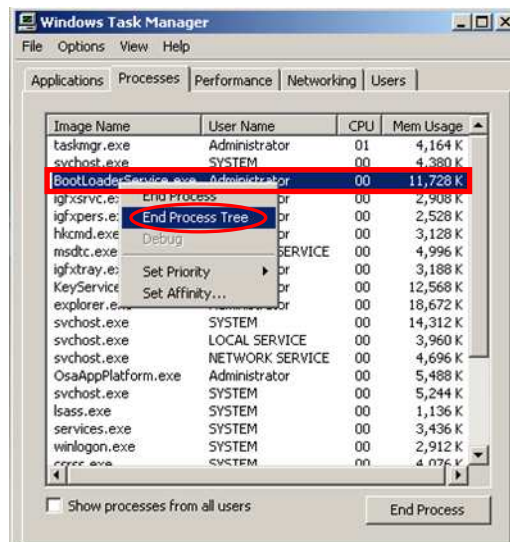 Windows Task Manager
File Options View Help
Applications Processes Performance Networking Users
Image Name User Name CPU Mem Usage
taskmgr.exe Administrator 01 4,164 K
svchost.exe SYSTEM 00 4,380 K
BootLoaderService.exe Administrator 00 11,728 K
igfxsrvc.e 00 2,908 K
End Process
igfxpers.e 00 2,528 K
End Process Tree
hkcmd.exe 00 3,128 K
Debug
msdtc.exe SERVICE 00 4,996 K
igfxtray.e 00 3,188 K
Set Priority
KeyService 00 12,568 K
Set Affinity...
explorer.e 00 18,672 K
svchost.exe SYSTEM 00 14,312 K
svchost.exe LOCAL SERVICE 00 3,960 K
svchost.exe NETWORK SERVICE 00 4,696 K
OsaAppPlatform.exe Administrator 00 5,488 K
svchost.exe SYSTEM 00 5,244 K
lsass.exe SYSTEM 00 1,136 K
services.exe SYSTEM 00 3,436 K
winlogon.exe SYSTEM 00 2,912 K
csrss.exe SYSTEM 00 4,076 K
Show processes from all users
End Process